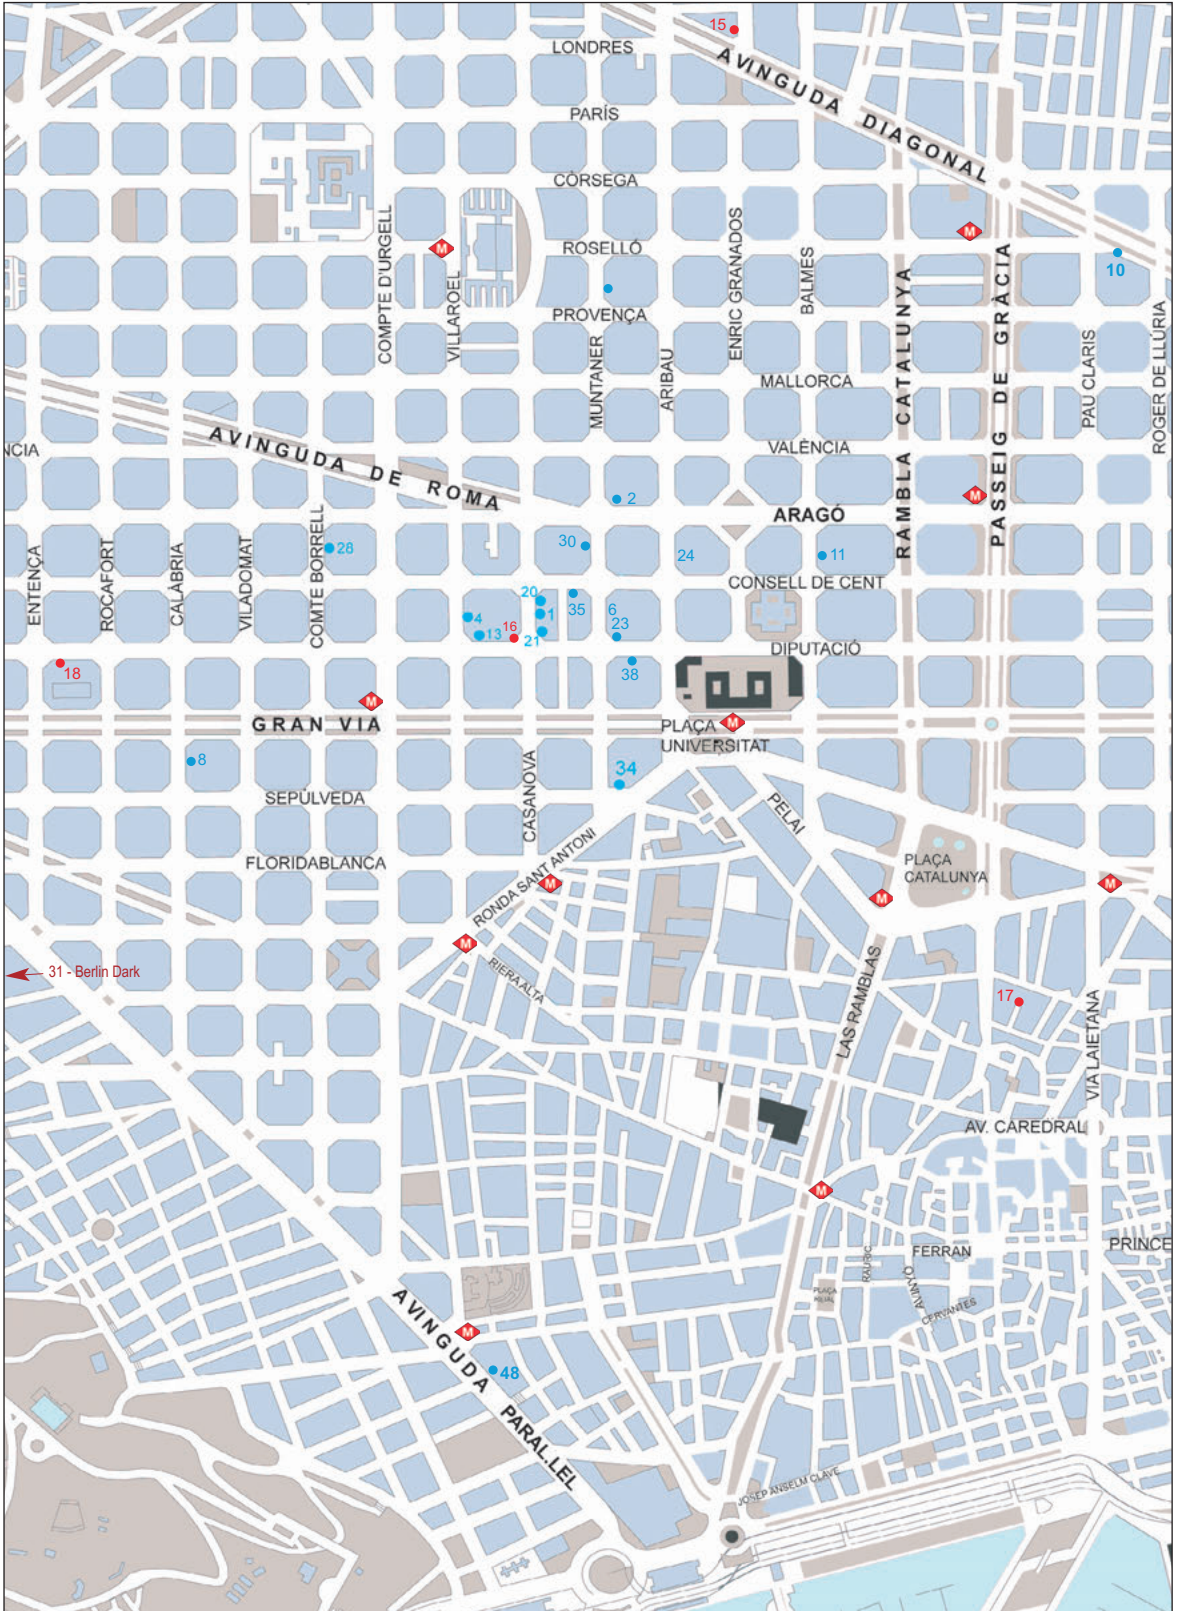 15
LONDRES
AVINGUDA DIAGONAL
PARÍS
CÒRSEGA
COMPTE D'URGELL
M
VILLAROEL
ROSELLÓ
ENRIC GRANADOS
BALMES
M
10
PROVENÇA
RAMBLA CATALUNYA
PASSEIG DE GRÀCIA
MUNTANER
ARIBAU
MALLORCA
PAU CLARIS
ROGER DE LLÚRIA
NCIA
AVINGUDA DE ROMA
VALÈNCIA
2
M
ARAGÓ
ENTENÇA
ROCAFORT
CALÀBRIA
VILADOMAT
COMTE BORRELL
28
30
24
11
CONSELL DE CENT
20
4
1
35
6
13
16
21
23
DIPUTACIÓ
18
38
M
GRAN VIA
M
PLAÇA
UNIVERSITAT
8
34
SEPÚLVEDA
CASANOVA
PELAI
FLORIDABLANCA
RONDA SANT ANTONI
M
PLAÇA
CATALUNYA
M
M
M
31 - Berlin Dark
RIERA ALTA
LAS RAMBLAS
17
VIA LAIETANA
AV. CAREDRAL
M
RAURIC
FERRAN
PRINCE
AVINYÓ
PLAÇA
CERVANTES
AVINGUDA PARAL.LEL
M
48
JOSEP ANSELM CLAVE